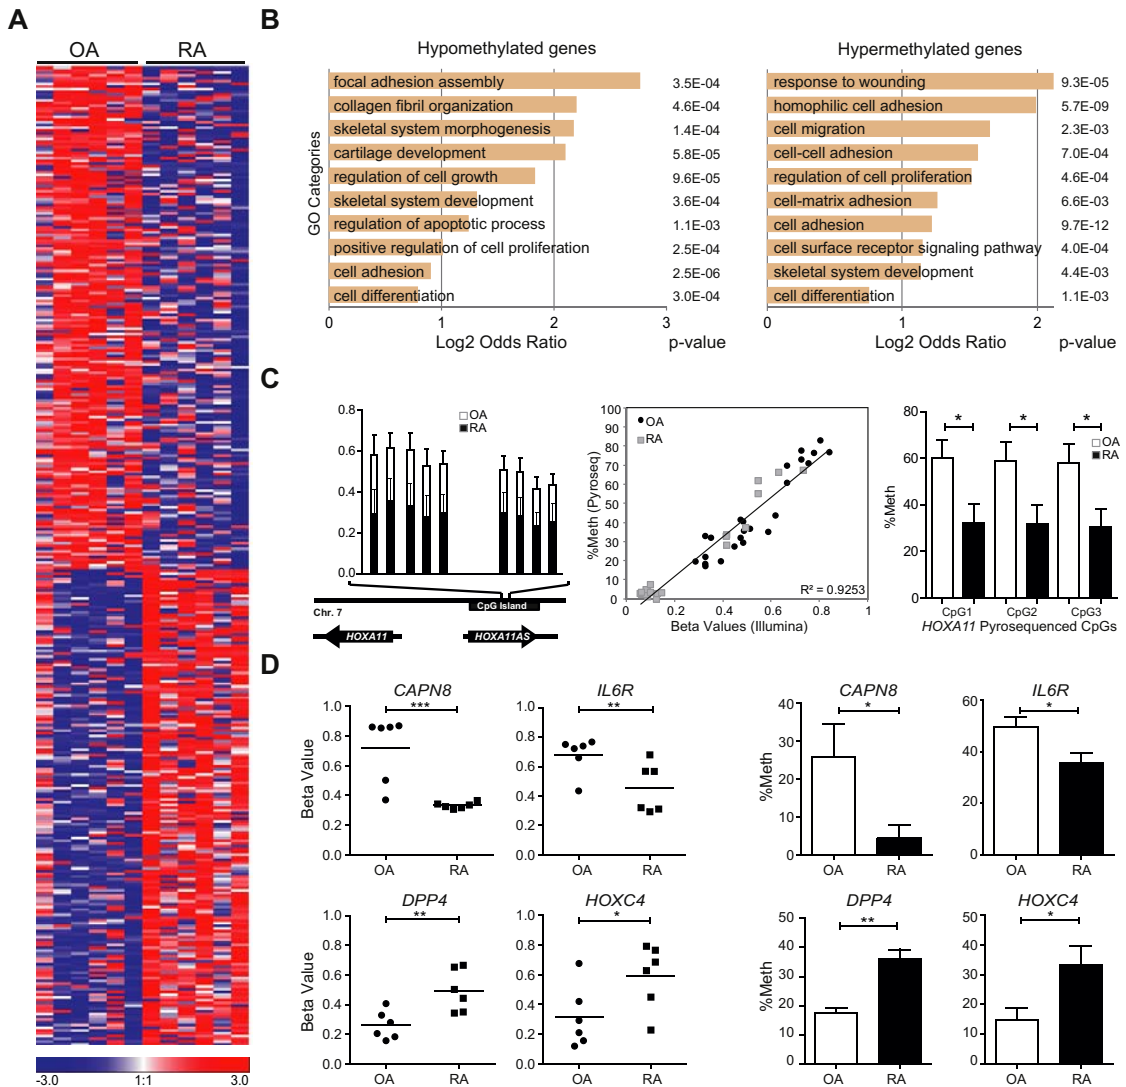 A
OA RA
-3.0 1:1 3.0
B
Hypomethylated genes
GO Categories
focal adhesion assembly 3.5E-04
collagen fibril organization 4.6E-04
skeletal system morphogenesis 1.4E-04
cartilage development 5.8E-05
regulation of cell growth 9.6E-05
skeletal system development 3.6E-04
regulation of apoptotic process 1.1E-03
positive regulation of cell proliferation 2.5E-04
cell adhesion 2.5E-06
cell differentiation 3.0E-04
0 1 2 3
Log2 Odds Ratio p-value
Hypermethylated genes
response to wounding 9.3E-05
homophilic cell adhesion 5.7E-09
cell migration 2.3E-03
cell-cell adhesion 7.0E-04
regulation of cell proliferation 4.6E-04
cell-matrix adhesion 6.6E-03
cell adhesion 9.7E-12
cell surface receptor signaling pathway 4.0E-04
skeletal system development 4.4E-03
cell differentiation 1.1E-03
0 1 2
Log2 Odds Ratio p-value
C
0.8
0.6
0.4
0.2
0.0
OA
RA
CpG Island
Chr. 7
HOXA11 HOXA11AS
%Meth (Pyroseq)
100
90
80
70
60
50
40
30
20
10
0
OA
RA
R² = 0.9253
0 0.2 0.4 0.6 0.8 1
Beta Values (Illumina)
%Meth
80
60
40
20
0
* * *
OA
RA
CpG1 CpG2 CpG3
HOXA11 Pyrosequenced CpGs
D
CAPN8
***
Beta Value
1.0
0.8
0.6
0.4
0.2
0.0
OA RA
IL6R
**
1.0
0.8
0.6
0.4
0.2
0.0
OA RA
CAPN8
*
%Meth
40
30
20
10
0
OA RA
IL6R
*
60
40
20
0
OA RA
DPP4
**
Beta Value
1.0
0.8
0.6
0.4
0.2
0.0
OA RA
HOXC4
*
1.0
0.8
0.6
0.4
0.2
0.0
OA RA
DPP4
**
%Meth
50
40
30
20
10
0
OA RA
HOXC4
*
50
40
30
20
10
0
OA RA